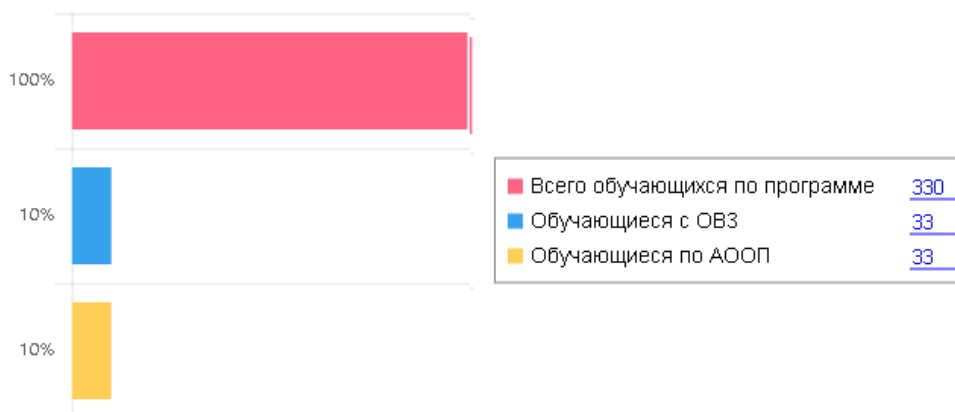 100%
10%
10%
Всего обучающихся по программе 330
Обучающиеся с ОВЗ 33
Обучающиеся по АООП 33